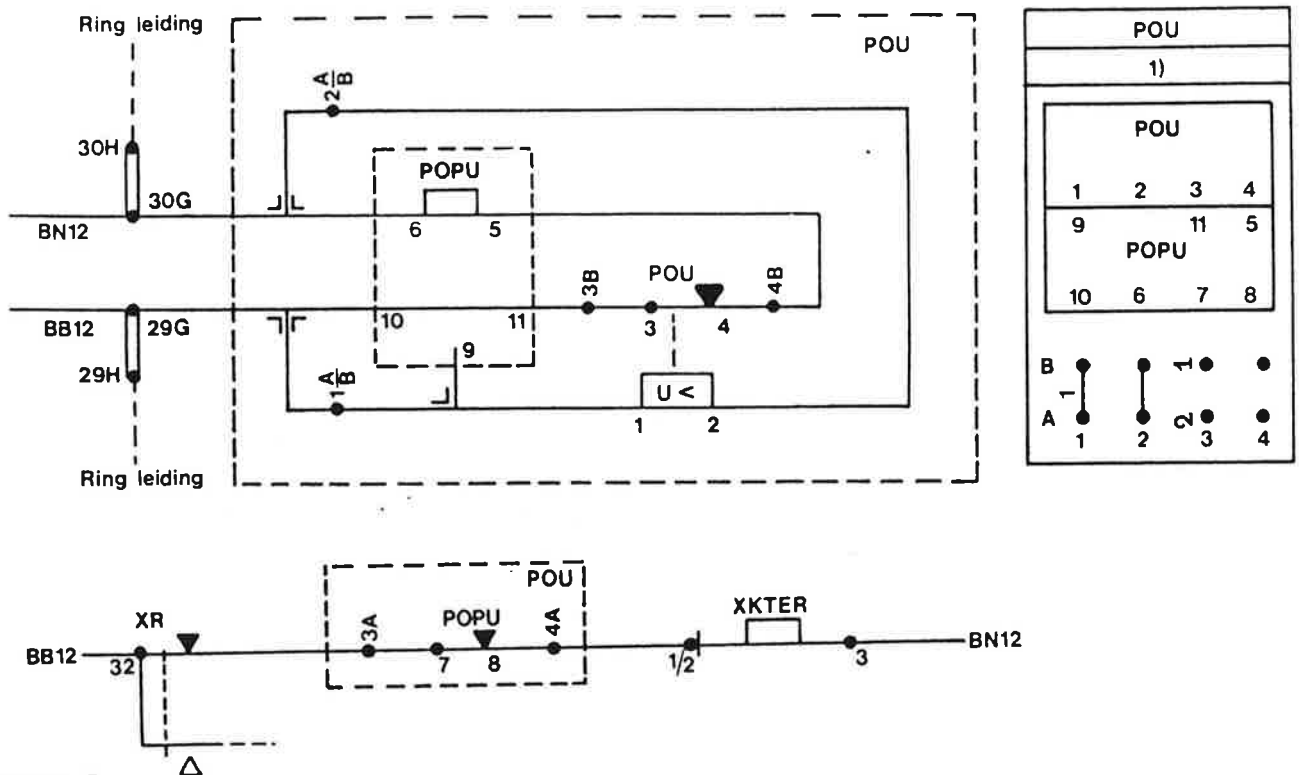 Ring leiding
30H
30G
BN12
BB12
29G
29H
Ring leiding
POU
2 A/B
POPU
6 5
3B
POU
4B
10 11
3 4
9
1 A/B
U <
1 2
POU
1)
POU
1 2 3 4
9 11 5
POPU
10 6 7 8
B 1 1
A 2
1 2 3 4
BB12
XR
32
POU
3A
POPU
4A
7 8
1/2
XKTER
3
BN12